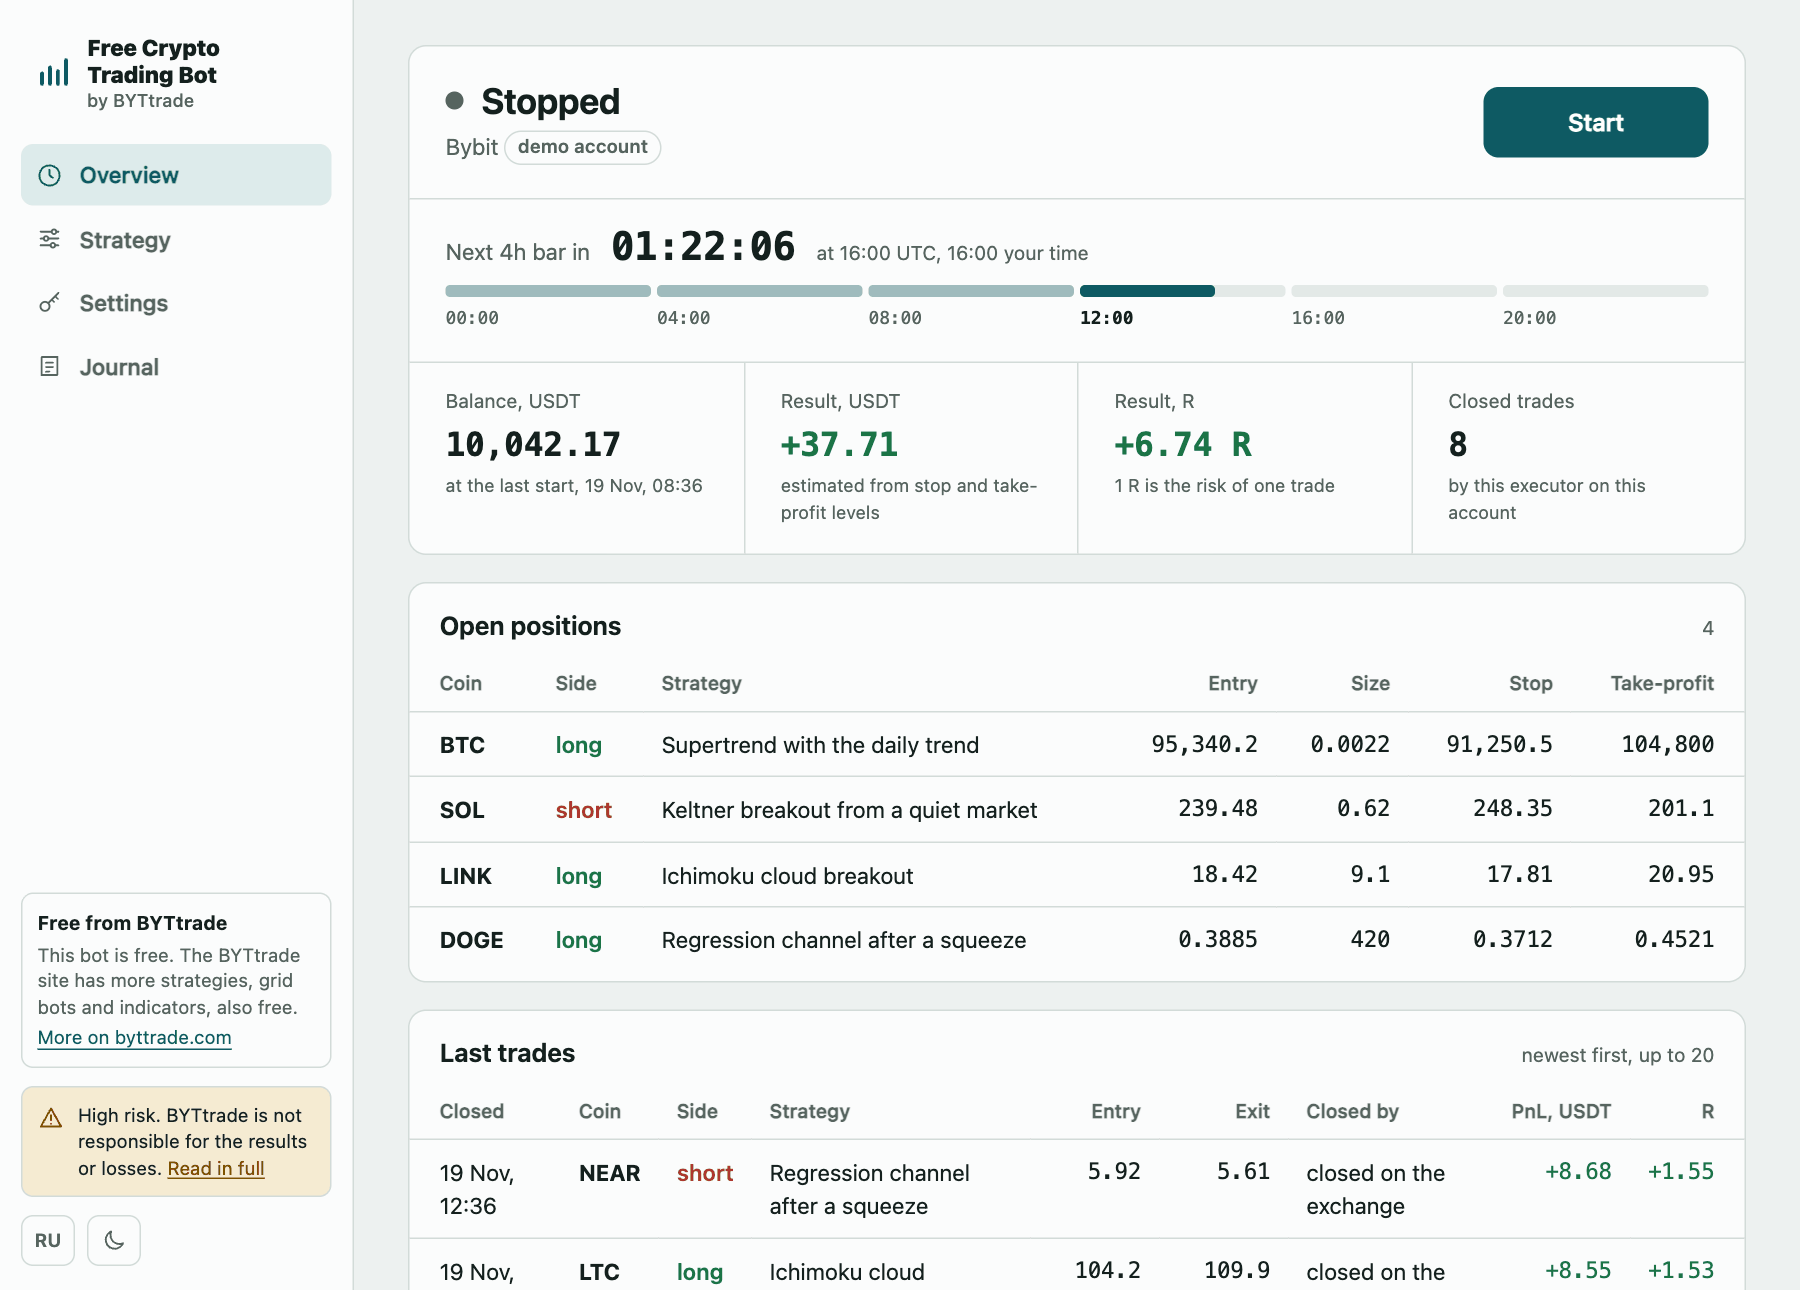 Free Crypto
Trading Bot
by BYTtrade
Overview
Strategy
Settings
Journal
Free from BYTtrade
This bot is free. The BYTtrade
site has more strategies, grid
bots and indicators, also free.
More on byttrade.com
High risk. BYTtrade is not
responsible for the results
or losses. Read in full
RU
Stopped
Bybit demo account
Start
Next 4h bar in 01:22:06 at 16:00 UTC, 16:00 your time
00:00 04:00 08:00 12:00 16:00 20:00
Balance, USDT
10,042.17
at the last start, 19 Nov, 08:36
Result, USDT
+37.71
estimated from stop and take-
profit levels
Result, R
+6.74 R
1 R is the risk of one trade
Closed trades
8
by this executor on this
account
Open positions 4
Coin Side Strategy Entry Size Stop Take-profit
BTC long Supertrend with the daily trend 95,340.2 0.0022 91,250.5 104,800
SOL short Keltner breakout from a quiet market 239.48 0.62 248.35 201.1
LINK long Ichimoku cloud breakout 18.42 9.1 17.81 20.95
DOGE long Regression channel after a squeeze 0.3885 420 0.3712 0.4521
Last trades newest first, up to 20
Closed Coin Side Strategy Entry Exit Closed by PnL, USDT R
19 Nov, NEAR short Regression channel 5.92 5.61 closed on the +8.68 +1.55
12:36 after a squeeze exchange
19 Nov, LTC long Ichimoku cloud 104.2 109.9 closed on the +8.55 +1.53